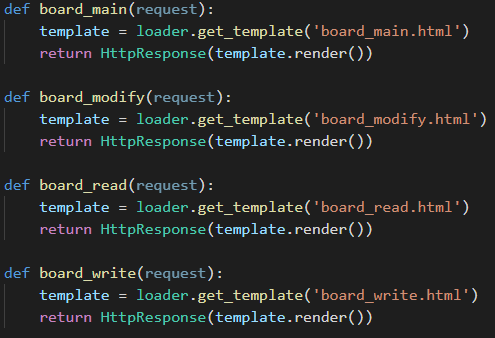 def board_main(request):
    template = loader.get_template('board_main.html')
    return HttpResponse(template.render())
def board_modify(request):
    template = loader.get_template('board_modify.html')
    return HttpResponse(template.render())
def board_read(request):
    template = loader.get_template('board_read.html')
    return HttpResponse(template.render())
def board_write(request):
    template = loader.get_template('board_write.html')
    return HttpResponse(template.render())